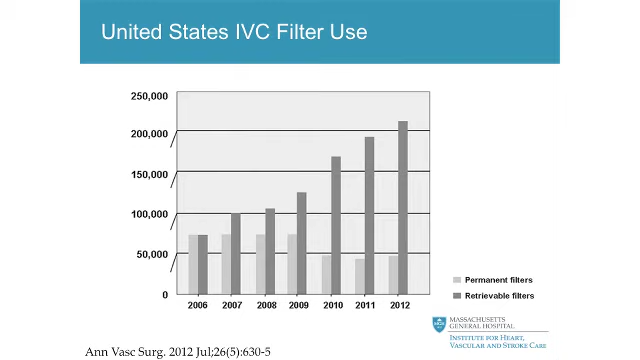 United States IVC Filter Use
250,000
200,000
150,000
100,000
50,000
0
2006 2007 2008 2009 2010 2011 2012
Permanent filters
Retrievable filters
MASSACHUSETTS
GENERAL HOSPITAL
INSTITUTE FOR HEART,
VASCULAR AND STROKE CARE
Ann Vasc Surg. 2012 Jul;26(5):630-5